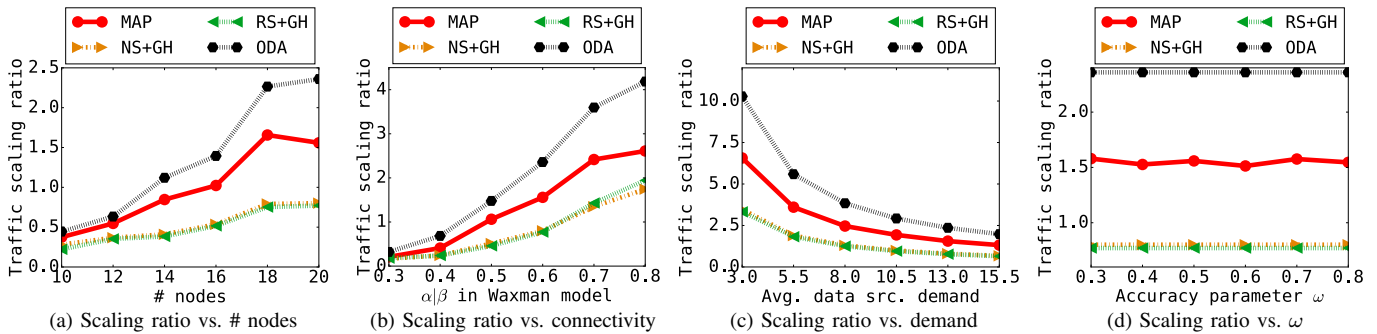 MAP RS+GH
NS+GH ODA
Traffic scaling ratio
2.5
2.0
1.5
1.0
0.5
0.0
10 12 14 16 18 20
# nodes
(a) Scaling ratio vs. # nodes
MAP RS+GH
NS+GH ODA
Traffic scaling ratio
4
3
2
1
0
0.3 0.4 0.5 0.6 0.7 0.8
α|β in Waxman model
(b) Scaling ratio vs. connectivity
MAP RS+GH
NS+GH ODA
Traffic scaling ratio
10.0
7.5
5.0
2.5
0.0
3.0 5.5 8.0 10.5 13.0 15.5
Avg. data src. demand
(c) Scaling ratio vs. demand
MAP RS+GH
NS+GH ODA
Traffic scaling ratio
2.0
1.5
1.0
0.3 0.4 0.5 0.6 0.7 0.8
Accuracy parameter ω
(d) Scaling ratio vs. ω